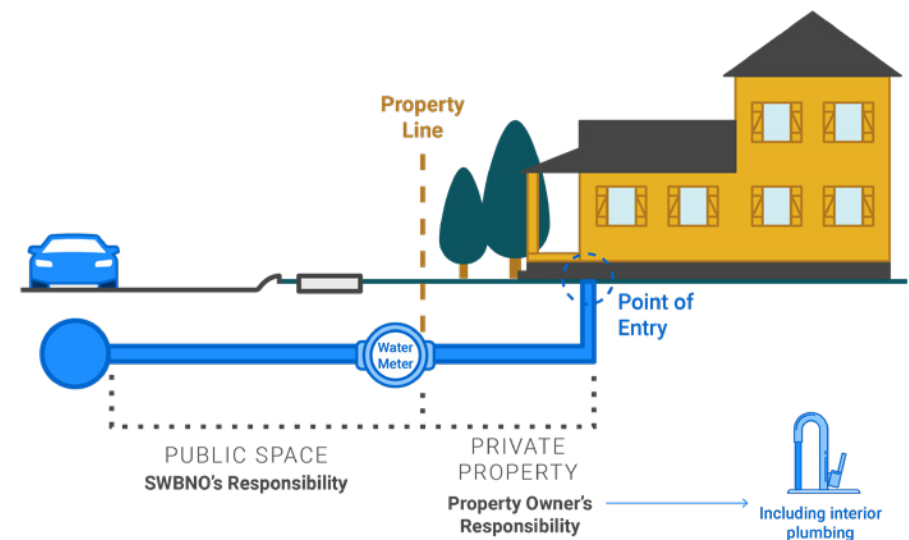 Property
Line
Point of
Entry
Water
Meter
PUBLIC SPACE
SWBNO's Responsibility
PRIVATE
PROPERTY
Property Owner's
Responsibility
Including interior
plumbing